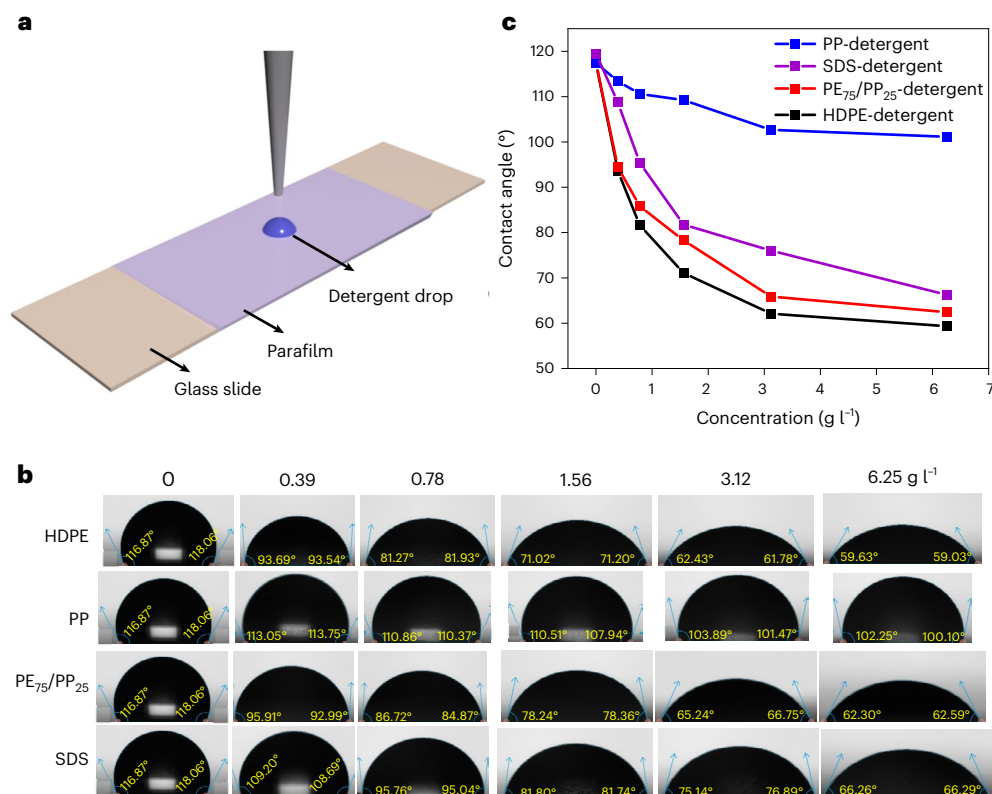 a
Detergent drop
Parafilm
Glass slide
c
Contact angle (°)
120
110
100
90
80
70
60
50
0 1 2 3 4 5 6 7
Concentration (g l⁻¹)
PP-detergent
SDS-detergent
PE₇₅/PP₂₅-detergent
HDPE-detergent
b
0 0.39 0.78 1.56 3.12 6.25 g l⁻¹
HDPE
116.87° 118.06° 93.69° 93.54° 81.27° 81.93° 71.02° 71.20° 62.43° 61.78° 59.63° 59.03°
PP
116.87° 118.06° 113.05° 113.75° 110.86° 110.37° 110.51° 107.94° 103.89° 101.47° 102.25° 100.10°
PE₇₅/PP₂₅
116.87° 118.06° 95.91° 92.99° 86.72° 84.87° 78.24° 78.36° 65.24° 66.75° 62.30° 62.59°
SDS
116.87° 118.06° 109.20° 108.69° 95.76° 95.04° 81.80° 81.74° 75.14° 76.89° 66.26° 66.29°